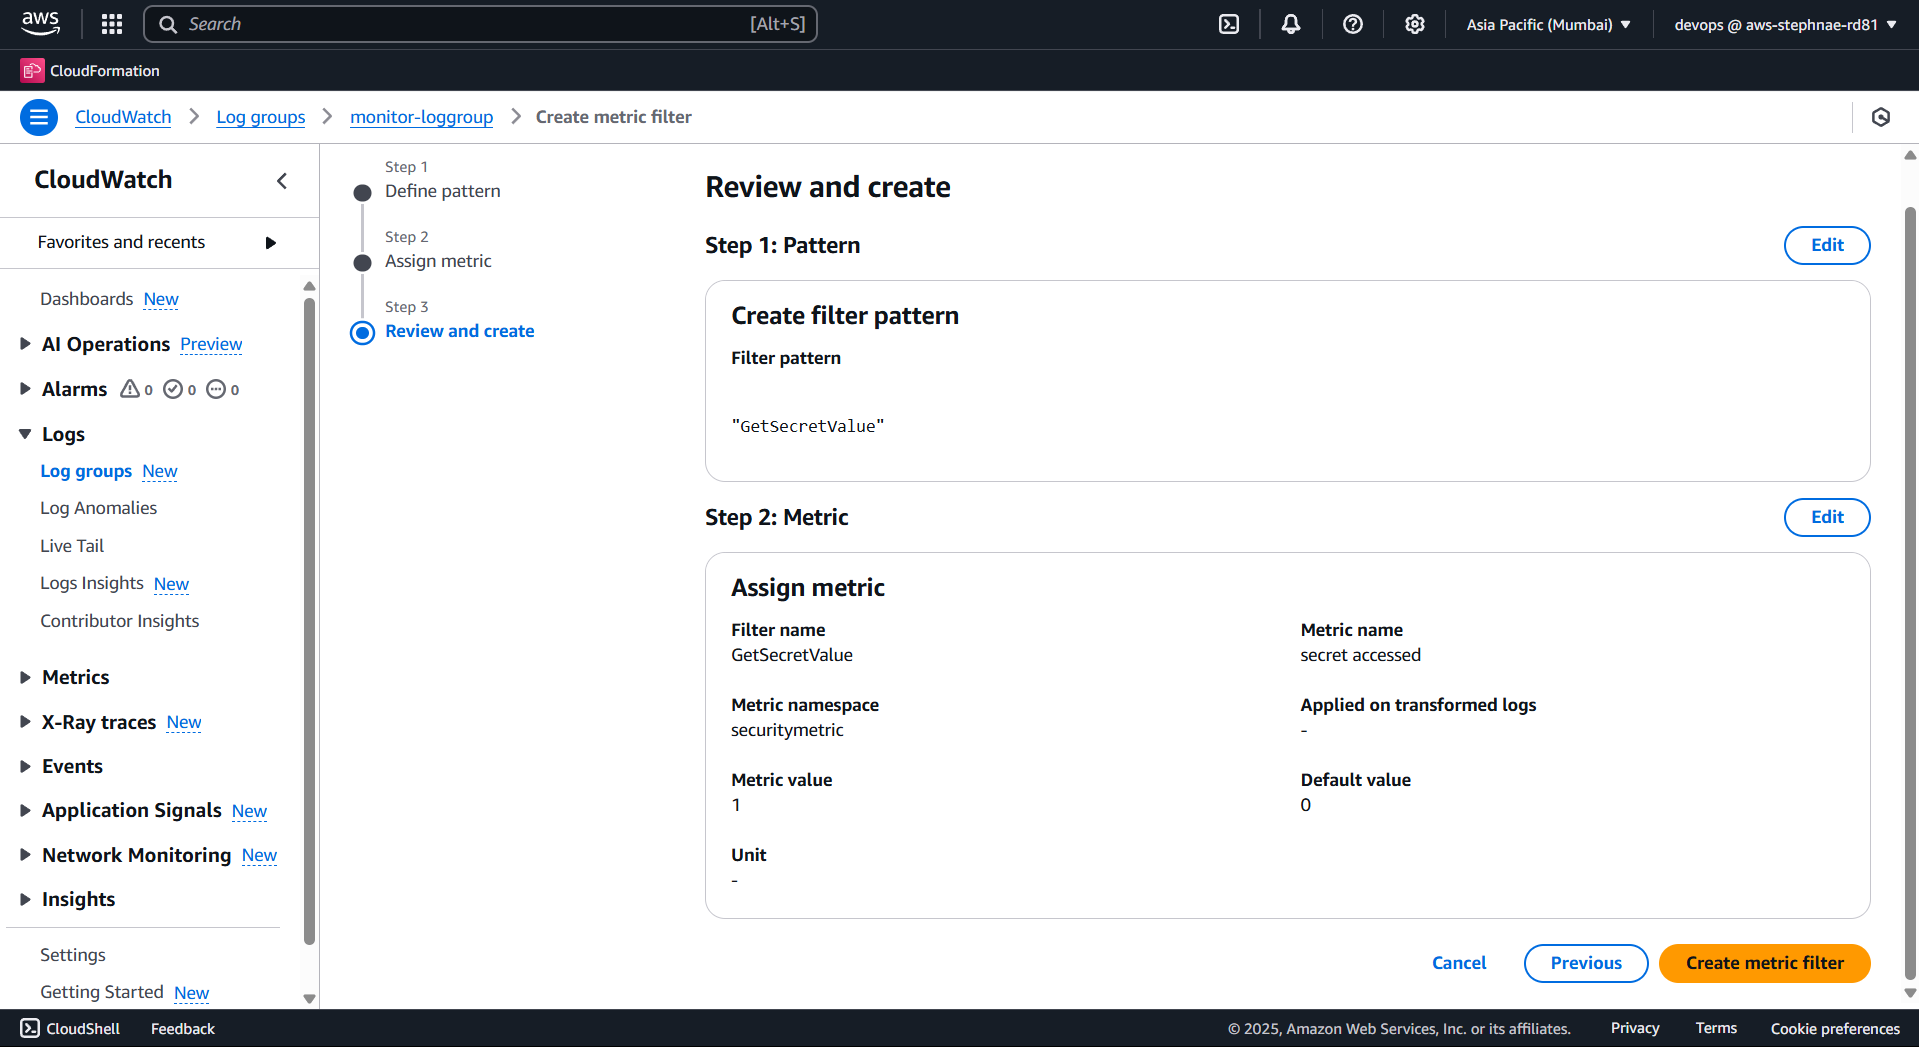 aws
Search
[Alt+S]
Asia Pacific (Mumbai)
devops @ aws-stephnae-rd81
CloudFormation
CloudWatch
Log groups
monitor-loggroup
Create metric filter
CloudWatch
Favorites and recents
Dashboards New
AI Operations Preview
Alarms 0 0 0
Logs
Log groups New
Log Anomalies
Live Tail
Logs Insights New
Contributor Insights
Metrics
X-Ray traces New
Events
Application Signals New
Network Monitoring New
Insights
Settings
Getting Started New
Step 1
Define pattern
Step 2
Assign metric
Step 3
Review and create
Review and create
Step 1: Pattern
Edit
Create filter pattern
Filter pattern
"GetSecretValue"
Step 2: Metric
Edit
Assign metric
Filter name
GetSecretValue
Metric name
secret accessed
Metric namespace
securitymetric
Applied on transformed logs
-
Metric value
1
Default value
0
Unit
-
Cancel
Previous
Create metric filter
CloudShell
Feedback
© 2025, Amazon Web Services, Inc. or its affiliates.
Privacy
Terms
Cookie preferences